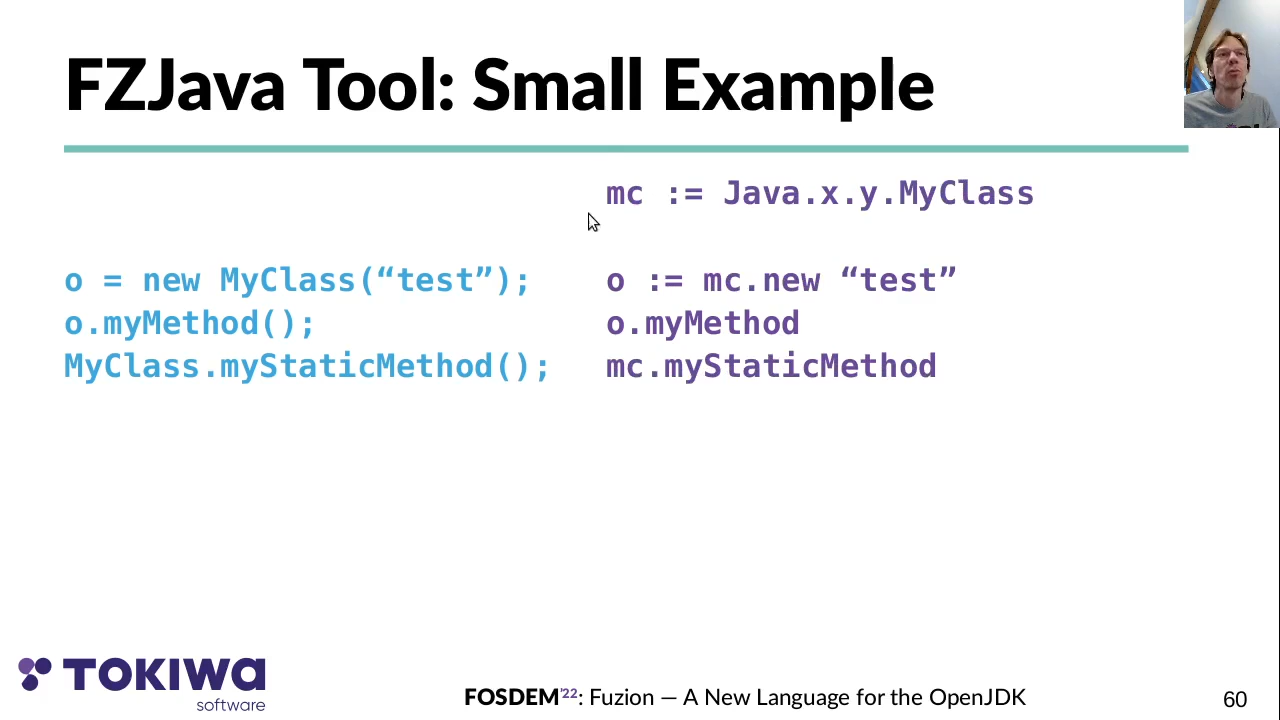 FZJava Tool: Small Example
mc := Java.x.y.MyClass
o = new MyClass(“test”);
o.myMethod();
MyClass.myStaticMethod();
o := mc.new “test”
o.myMethod
mc.myStaticMethod
TOKIWA
software
FOSDEM'22: Fuzion — A New Language for the OpenJDK
60